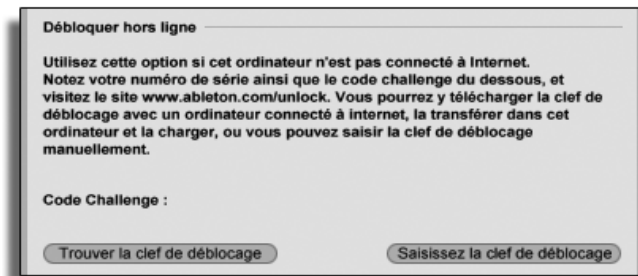 Débloquer hors ligne
Utilisez cette option si cet ordinateur n'est pas connecté à Internet.
Notez votre numéro de série ainsi que le code challenge du dessous, et
visitez le site www.ableton.com/unlock. Vous pourrez y télécharger la clef de
déblocage avec un ordinateur connecté à internet, la transférer dans cet
ordinateur et la charger, ou vous pouvez saisir la clef de déblocage
manuellement.
Code Challenge :
Trouver la clef de déblocage
Saisissez la clef de déblocage